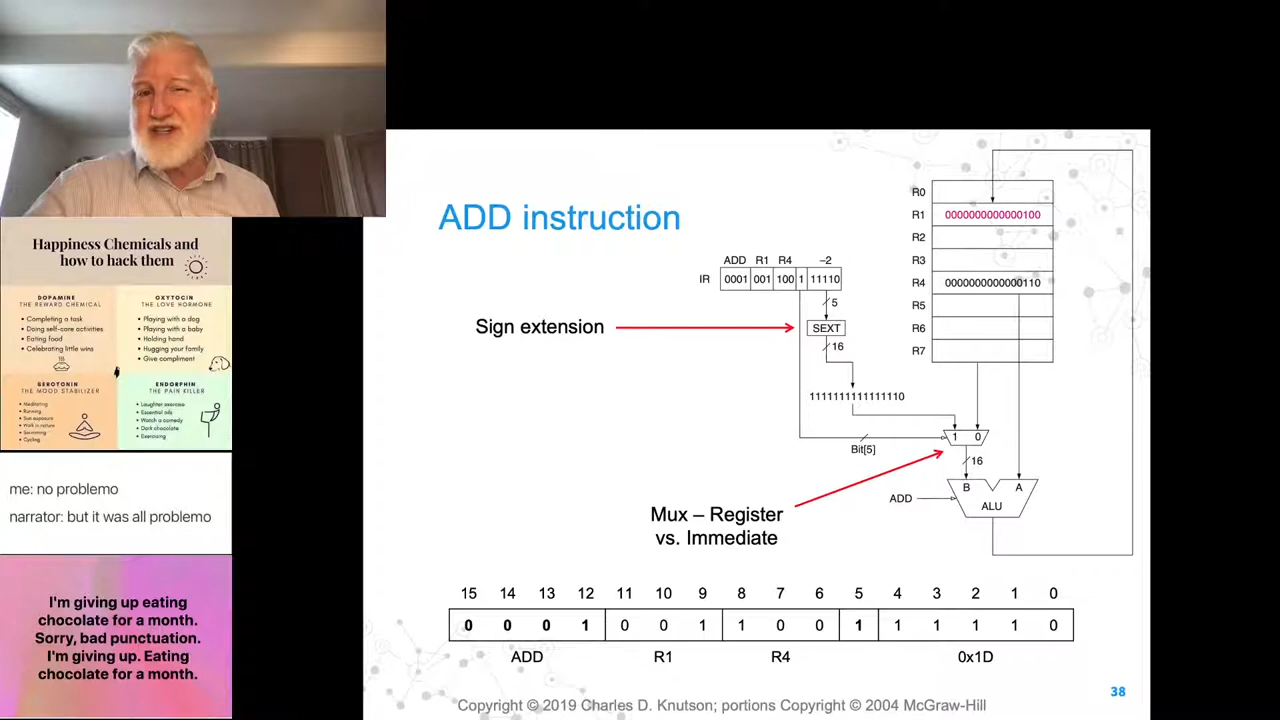 Happiness Chemicals and
how to hack them
DOPAMINE
THE REWARD CHEMICAL
• Completing a task
• Doing self-care activities
• Eating food
• Celebrating little wins
OXYTOCIN
THE LOVE HORMONE
• Playing with a dog
• Playing with a baby
• Holding hand
• Hugging your family
• Give compliment
SEROTONIN
THE MOOD STABILIZER
• Meditating
• Running
• Sun exposure
• Walk in nature
• Swimming
• Cycling
ENDORPHIN
THE PAIN KILLER
• Laughter exercise
• Essential oils
• Watch a comedy
• Dark chocolate
• Exercising
me: no problemo
narrator: but it was all problemo
I'm giving up eating
chocolate for a month.
Sorry, bad punctuation.
I'm giving up. Eating
chocolate for a month.
ADD instruction
ADD R1 R4 –2
IR 0001 001 100 1 11110
5
Sign extension
SEXT
16
1111111111111110
Bit[5]
R0
R1 0000000000000100
R2
R3
R4 0000000000000110
R5
R6
R7
1 0
16
B A
ADD
ALU
Mux – Register
vs. Immediate
15 14 13 12 11 10 9 8 7 6 5 4 3 2 1 0
0 0 0 1 0 0 1 1 0 0 1 1 1 1 1 0
ADD R1 R4 0x1D
38
Copyright © 2019 Charles D. Knutson; portions Copyright © 2004 McGraw-Hill